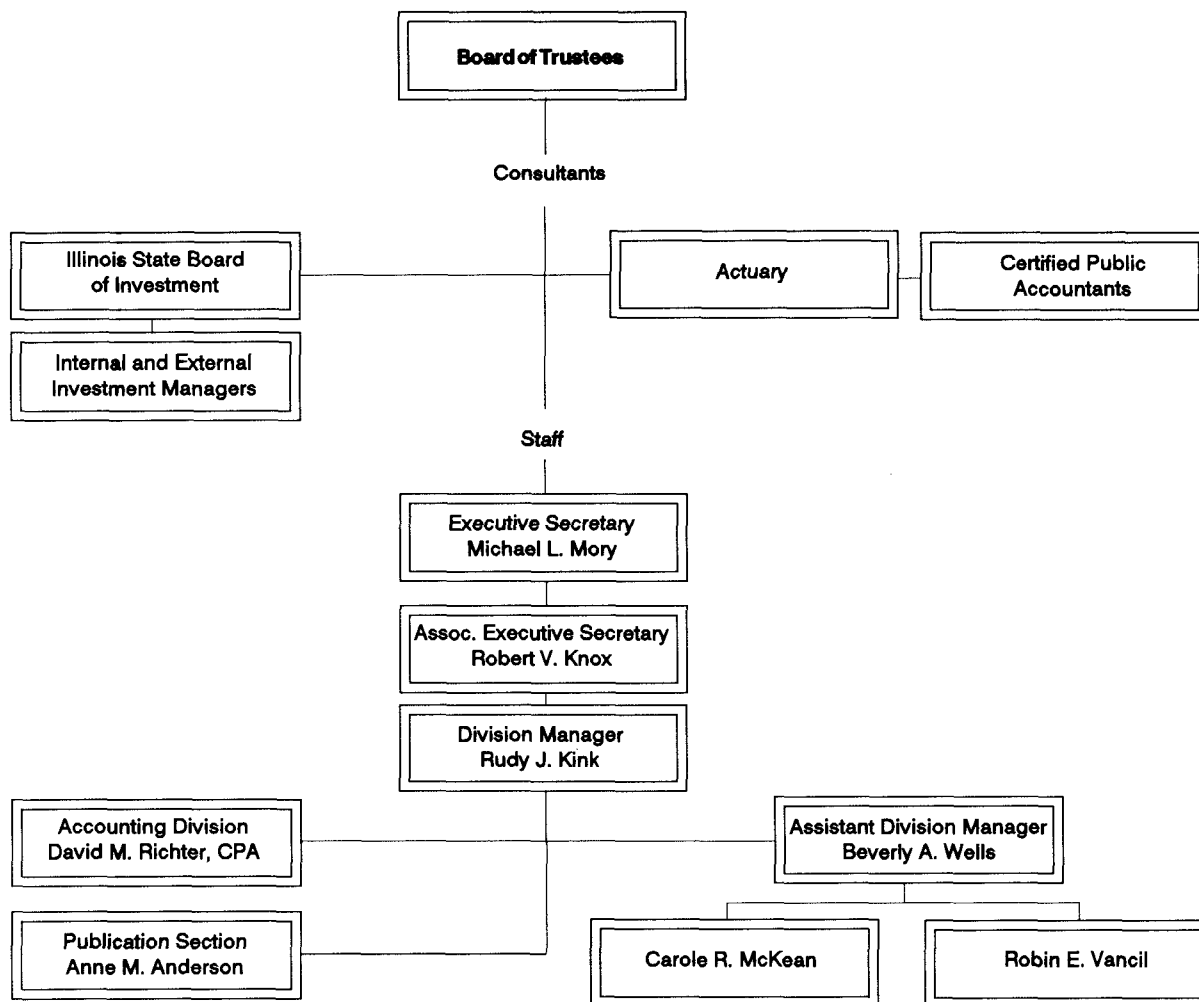 Board of Trustees
Consultants
Illinois State Board
of Investment
Actuary
Certified Public
Accountants
Internal and External
Investment Managers
Staff
Executive Secretary
Michael L. Mory
Assoc. Executive Secretary
Robert V. Knox
Division Manager
Rudy J. Kink
Accounting Division
David M. Richter, CPA
Assistant Division Manager
Beverly A. Wells
Publication Section
Anne M. Anderson
Carole R. McKean
Robin E. Vancil